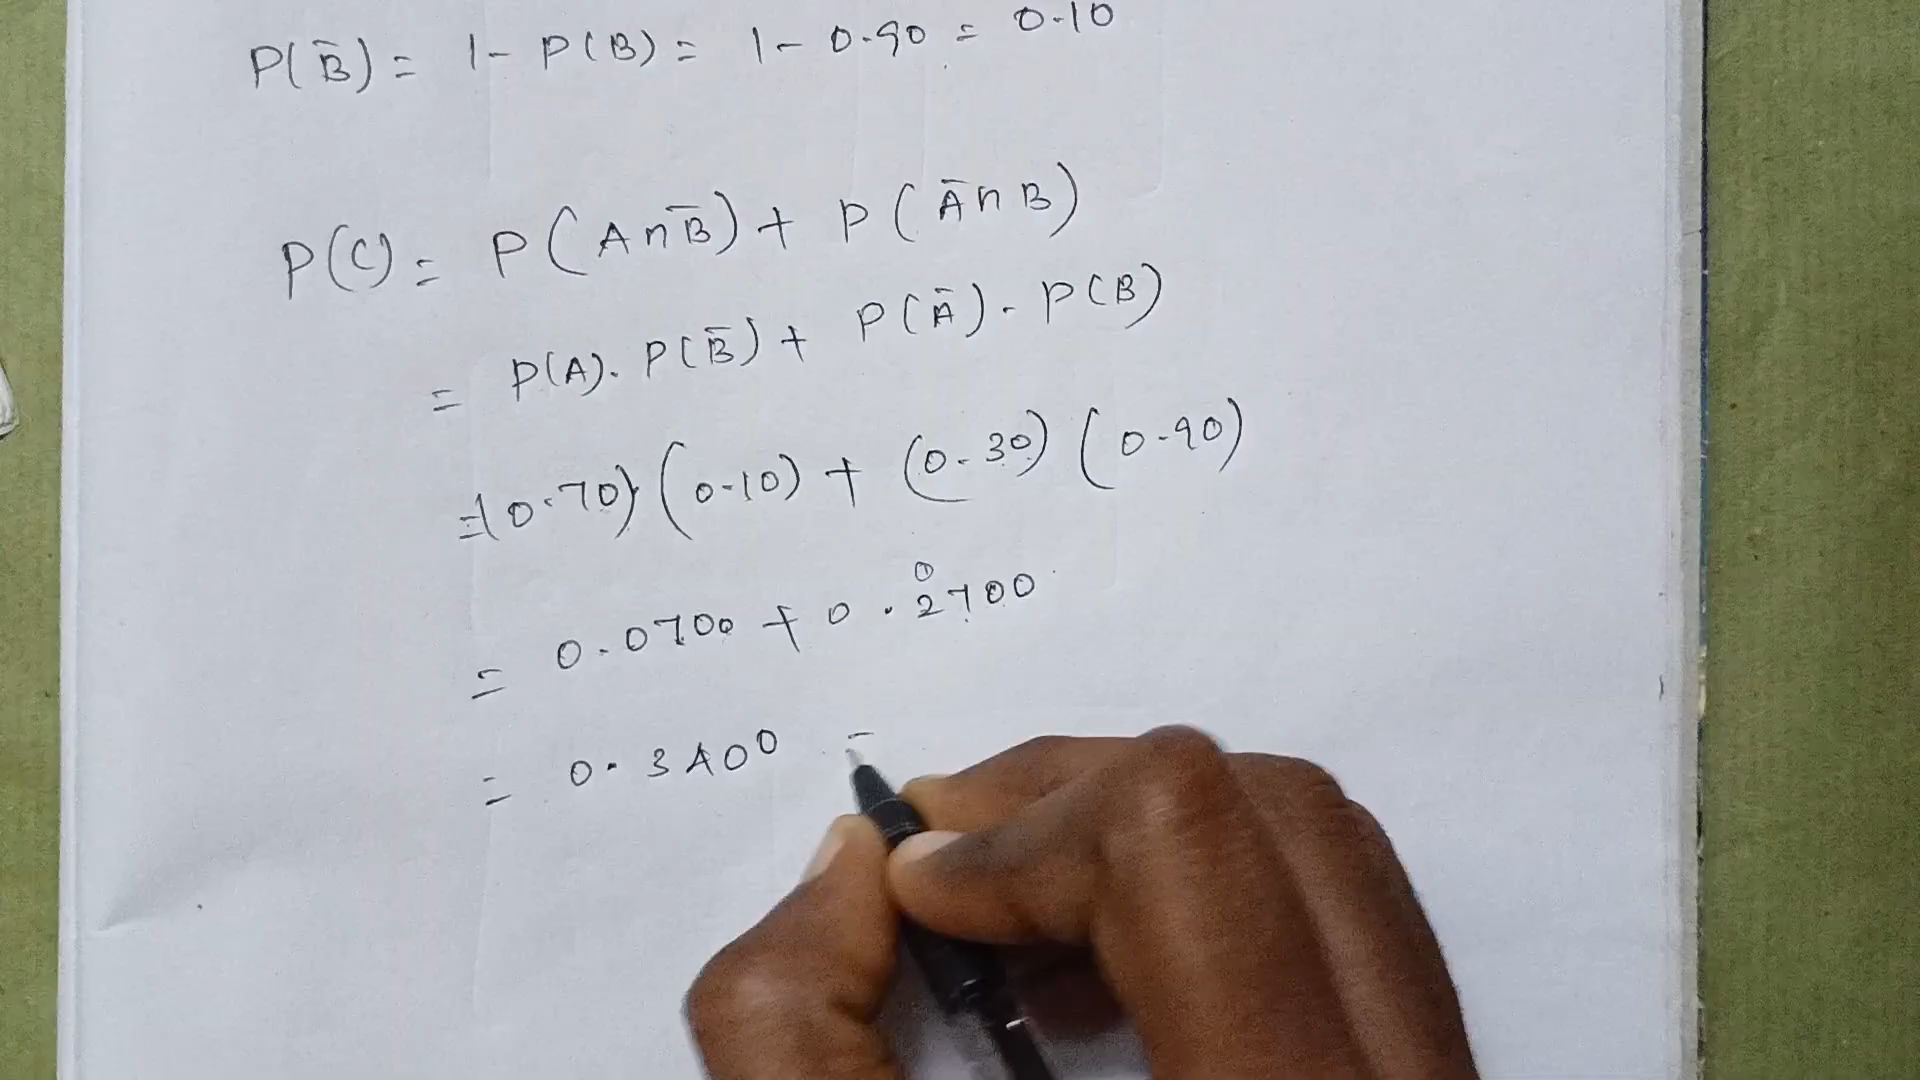 P(B̄) = 1 - P(B) = 1 - 0.90 = 0.10
P(C) = P(A∩B̄) + P(Ā∩B)
= P(A). P(B̄) + P(Ā). P(B)
= (0.70) (0.10) + (0.30) (0.90)
①
= 0.0700 + 0.2700
= 0.3400 =